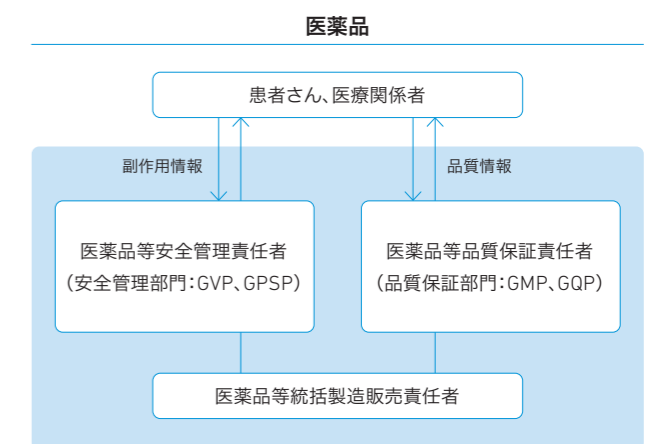 医薬品
患者さん、医療関係者
副作用情報
品質情報
医薬品等安全管理責任者
（安全管理部門：GVP、GPSP）
医薬品等品質保証責任者
（品質保証部門：GMP、GQP）
医薬品等統括製造販売責任者